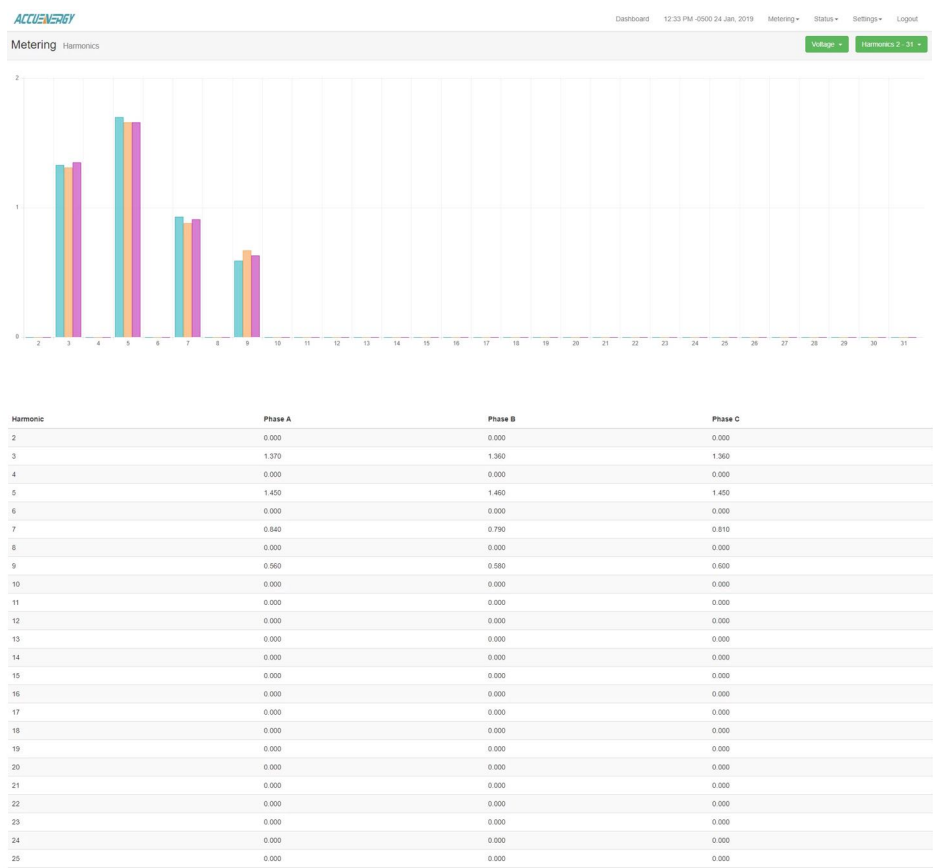 ACCUENERGY
Dashboard 12:33 PM -0500 24 Jan, 2019 Metering Status Settings Logout
Metering Harmonics
Voltage Harmonics 2 - 31
2
1
0
2 3 4 5 6 7 8 9 10 11 12 13 14 15 16 17 18 19 20 21 22 23 24 25 26 27 28 29 30 31
Harmonic Phase A Phase B Phase C
2 0.000 0.000 0.000
3 1.370 1.360 1.360
4 0.000 0.000 0.000
5 1.450 1.460 1.450
6 0.000 0.000 0.000
7 0.840 0.790 0.810
8 0.000 0.000 0.000
9 0.560 0.580 0.600
10 0.000 0.000 0.000
11 0.000 0.000 0.000
12 0.000 0.000 0.000
13 0.000 0.000 0.000
14 0.000 0.000 0.000
15 0.000 0.000 0.000
16 0.000 0.000 0.000
17 0.000 0.000 0.000
18 0.000 0.000 0.000
19 0.000 0.000 0.000
20 0.000 0.000 0.000
21 0.000 0.000 0.000
22 0.000 0.000 0.000
23 0.000 0.000 0.000
24 0.000 0.000 0.000
25 0.000 0.000 0.000